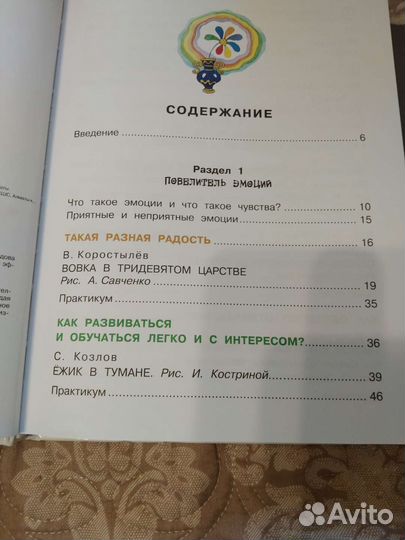 СОДЕРЖАНИЕ
Введение 6
Раздел 1
ПОВЕЛИТЕЛЬ ЭМОЦИЙ
Что такое эмоции и что такое чувства? 10
Приятные и неприятные эмоции 15
ТАКАЯ РАЗНАЯ РАДОСТЬ 16
В. Коростылёв
ВОВКА В ТРИДЕВЯТОМ ЦАРСТВЕ
Рис. А. Савченко 19
Практикум 35
КАК РАЗВИВАТЬСЯ
И ОБУЧАТЬСЯ ЛЕГКО И С ИНТЕРЕСОМ? 36
С. Козлов
ЁЖИК В ТУМАНЕ. Рис. И. Костриной 39
Практикум 46
Avito